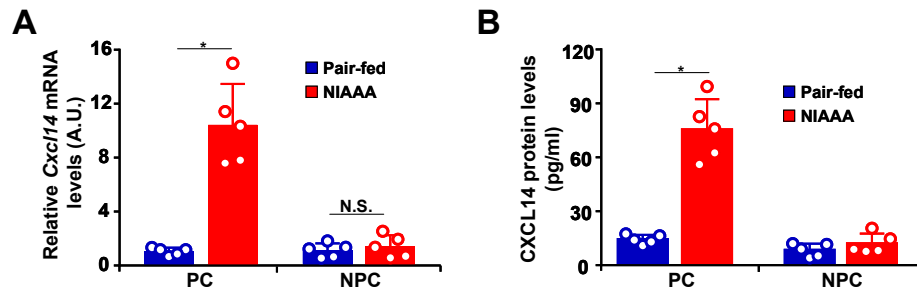 A
Relative Cxcl14 mRNA
levels (A.U.)
16
12
8
4
0
*
Pair-fed
NIAAA
N.S.
PC
NPC
B
CXCL14 protein levels
(pg/ml)
120
90
60
30
0
*
Pair-fed
NIAAA
PC
NPC